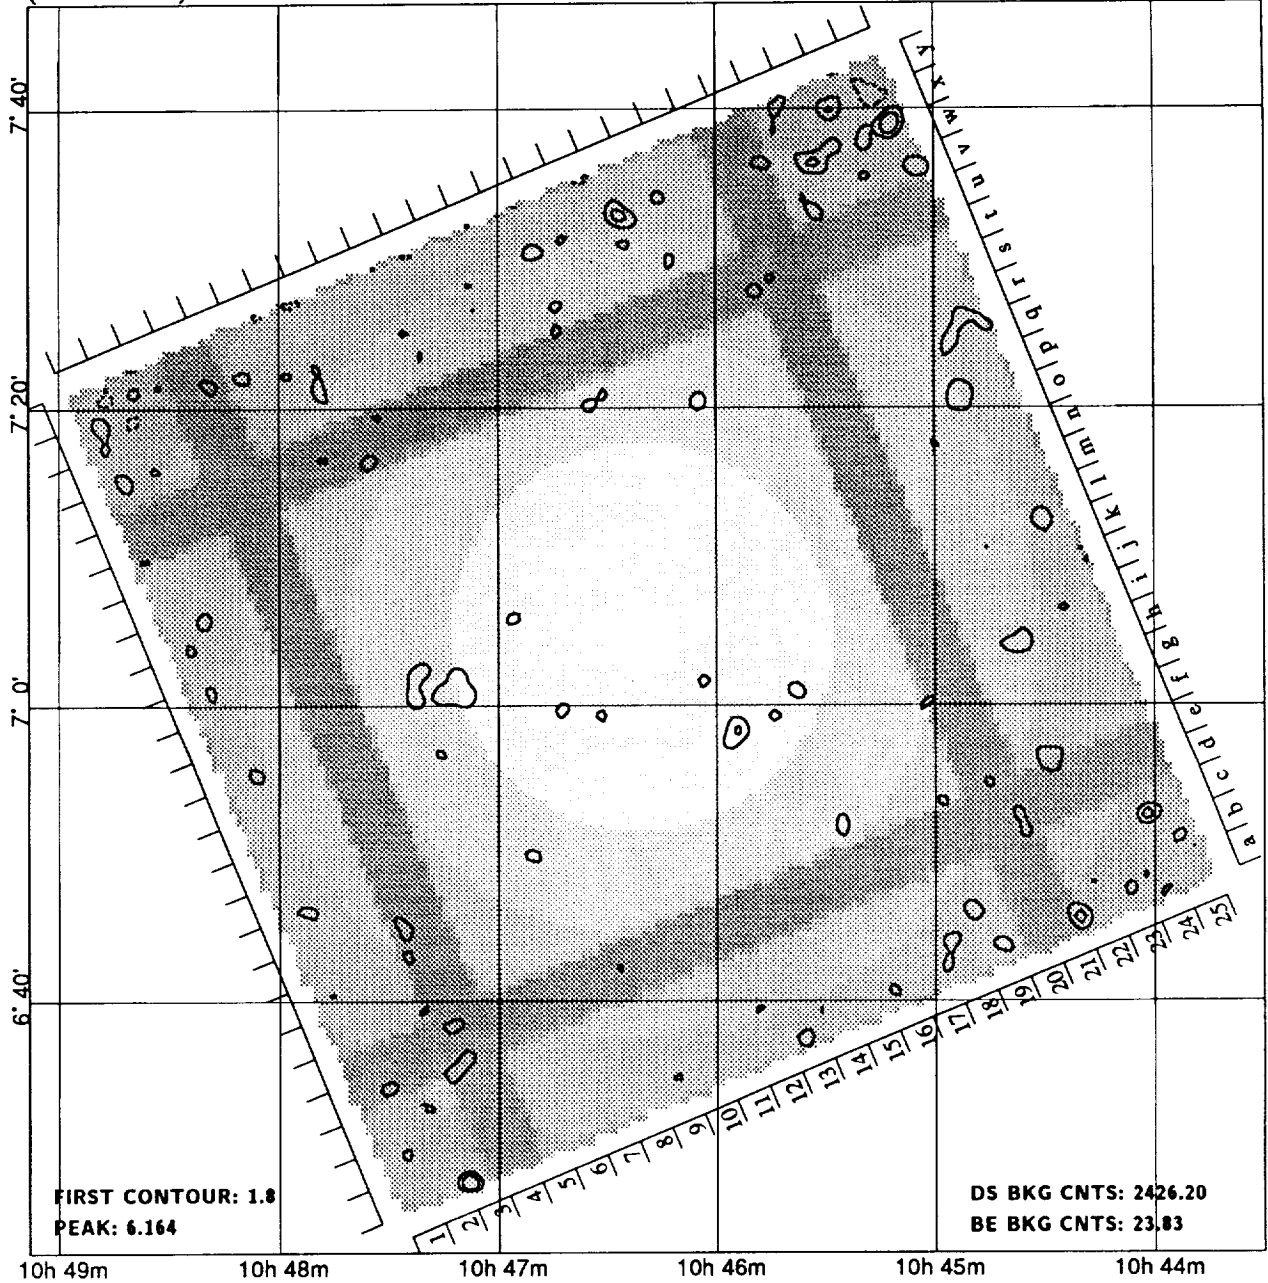 7° 40'
7° 20'
7° 0'
6° 40'
y
x
w
v
u
t
s
r
q
p
o
n
m
l
k
j
i
h
g
f
e
d
c
b
a
1 2 3 4 5 6 7 8 9 10 11 12 13 14 15 16 17 18 19 20 21 22 23 24 25
FIRST CONTOUR: 1.8
PEAK: 6.164
DS BKG CNTS: 2426.20
BE BKG CNTS: 23.83
10h 49m 10h 48m 10h 47m 10h 46m 10h 45m 10h 44m